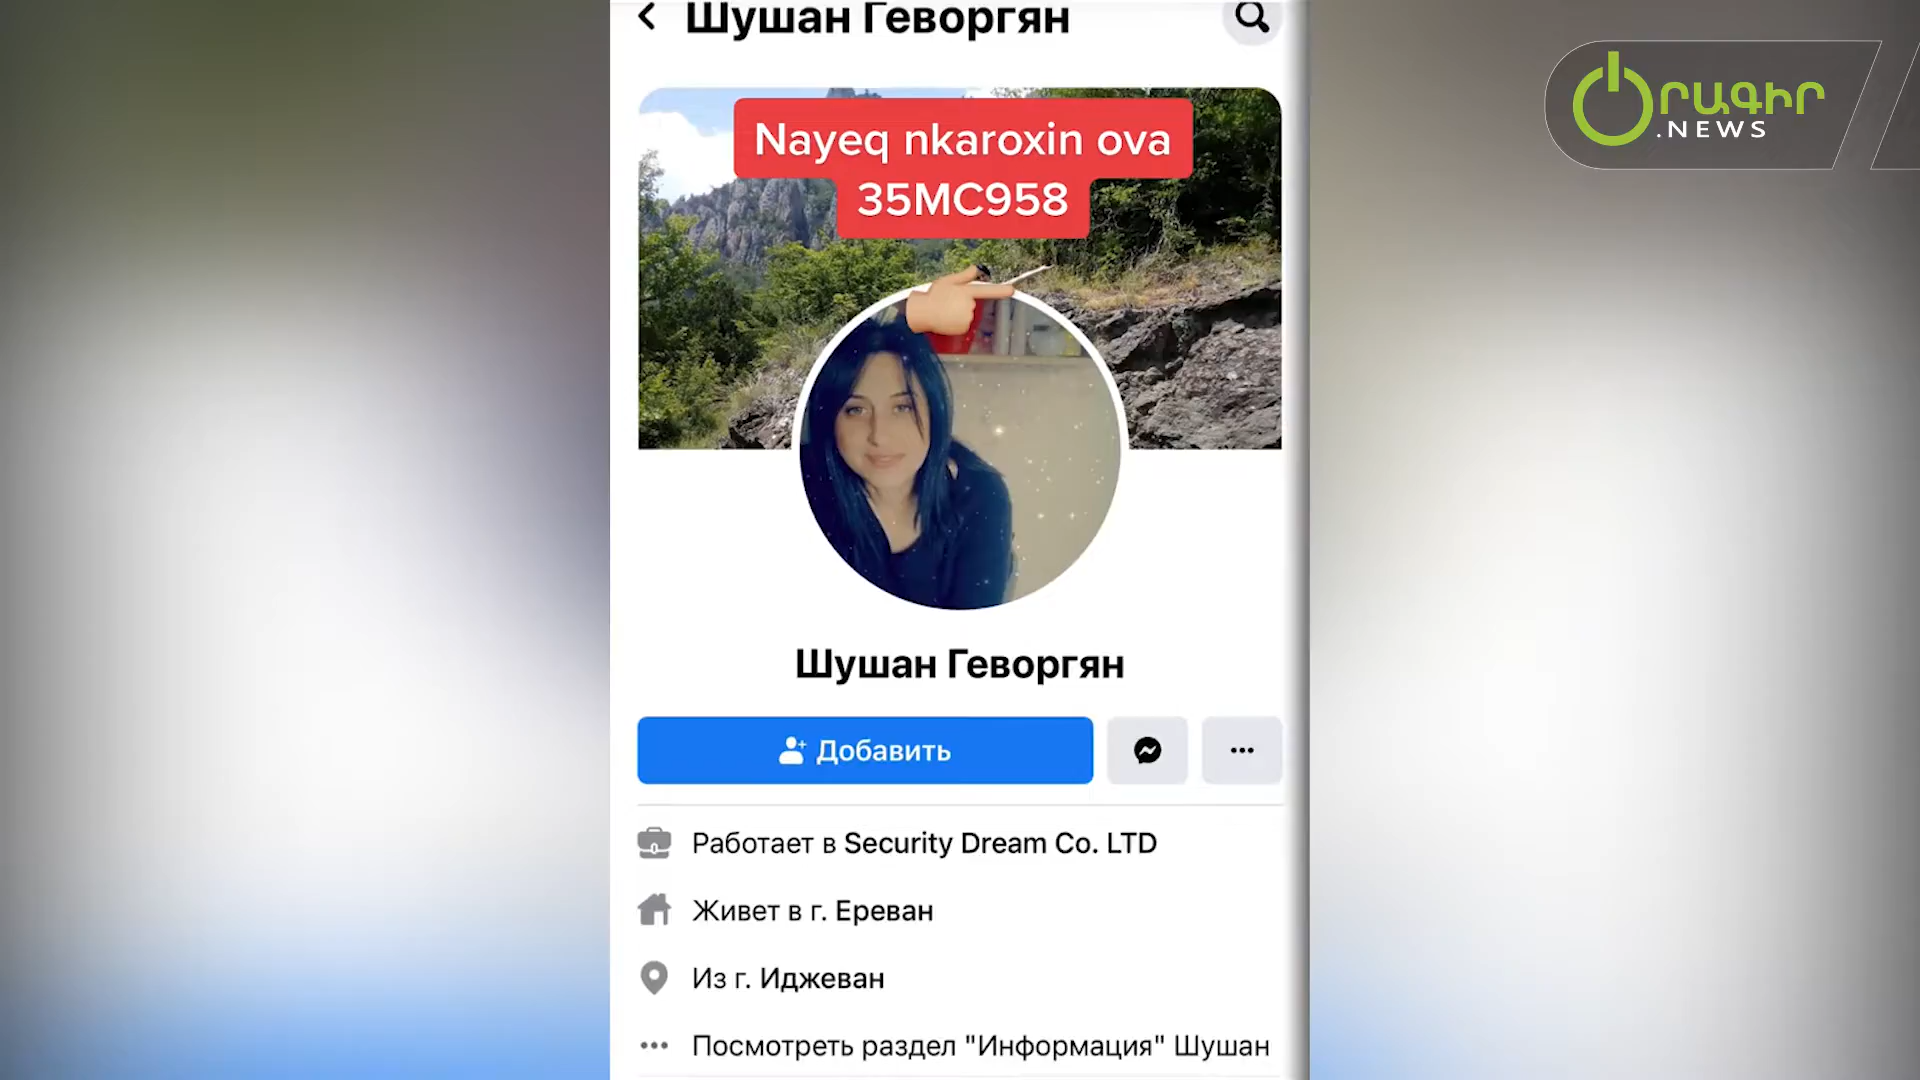 Шушан Геворгян
Օրագիր
.NEWS
Nayeq nkaroxin ova
35MC958
Шушан Геворгян
Добавить
Работает в Security Dream Co. LTD
Живет в г. Ереван
Из г. Иджеван
Посмотреть раздел "Информация" Шушан